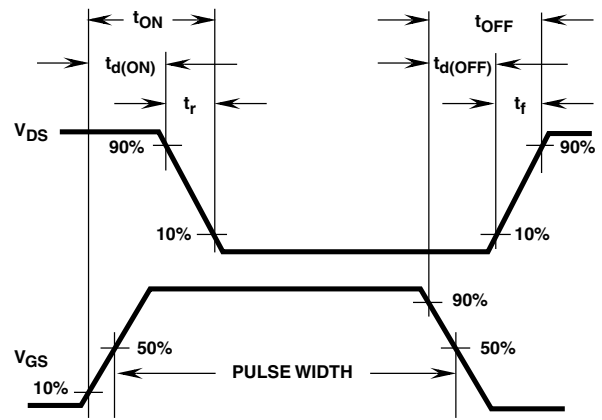 tON
tOFF
td(ON)
td(OFF)
tr
tf
VDS
90%
90%
10%
10%
90%
VGS
50%
PULSE WIDTH
50%
10%